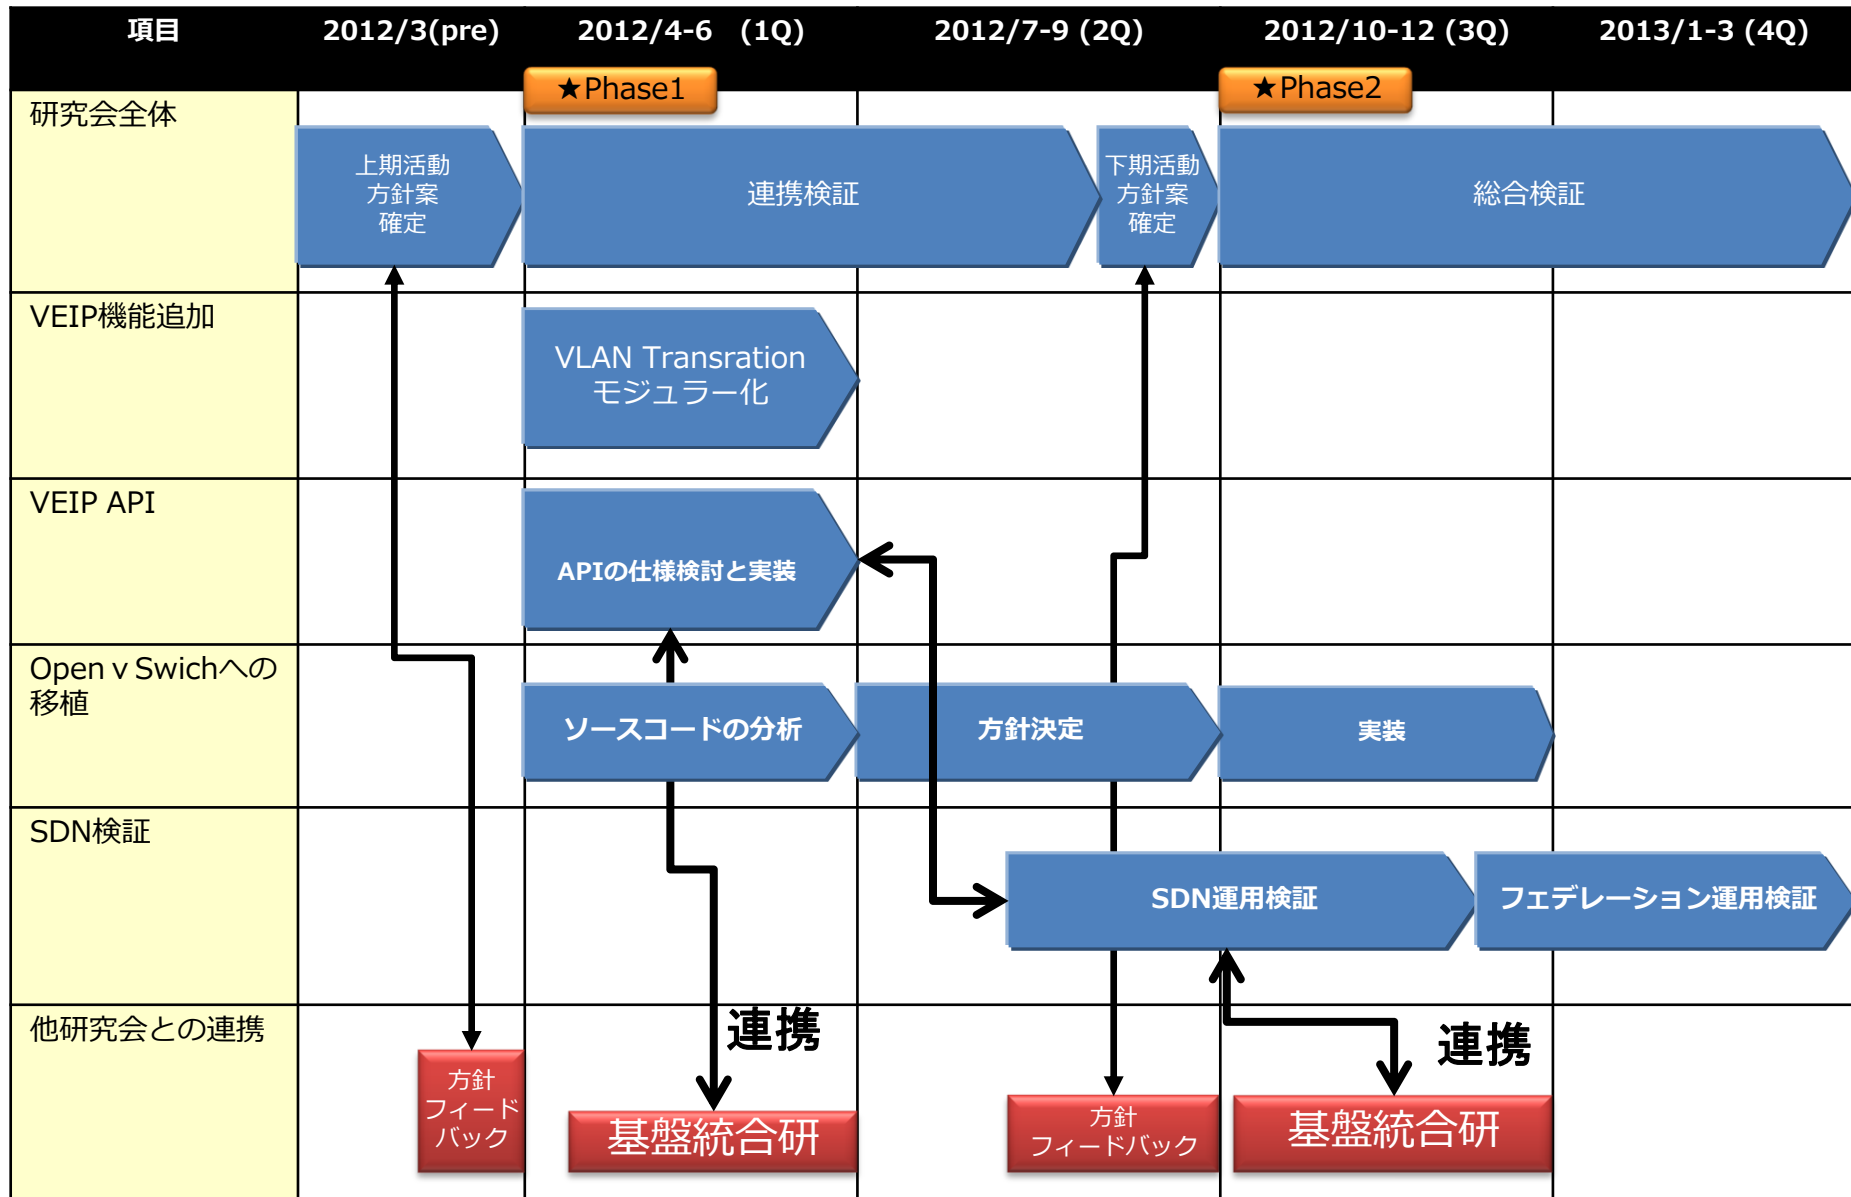 項目
2012/3(pre)
2012/4-6 (1Q)
2012/7-9 (2Q)
2012/10-12 (3Q)
2013/1-3 (4Q)
★Phase1
★Phase2
研究会全体
上期活動
方針案
確定
連携検証
下期活動
方針案
確定
総合検証
VEIP機能追加
VLAN Transration
モジュラー化
VEIP API
APIの仕様検討と実装
Open v Swichへの
移植
ソースコードの分析
方針決定
実装
SDN検証
SDN運用検証
フェデレーション運用検証
他研究会との連携
連携
連携
方針
フィード
バック
基盤統合研
方針
フィードバック
基盤統合研